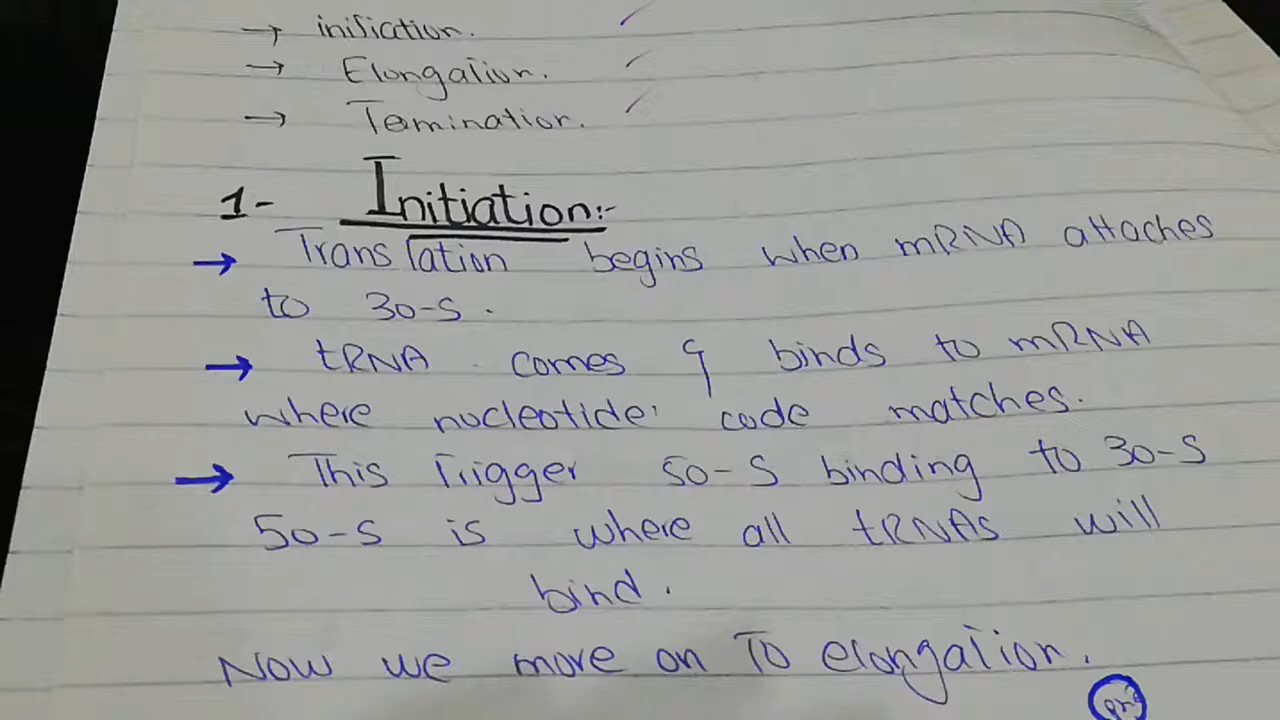 → initiation.
→ Elongation.
→ Termination.
1- Initiation:-
→ Translation begins when mRNA attaches
to 30-S.
→ tRNA comes & binds to mRNA
where nucleotide code matches.
→ This Trigger 50-S binding to 30-S
50-S is where all tRNAs will
bind.
Now we more on To elongation.